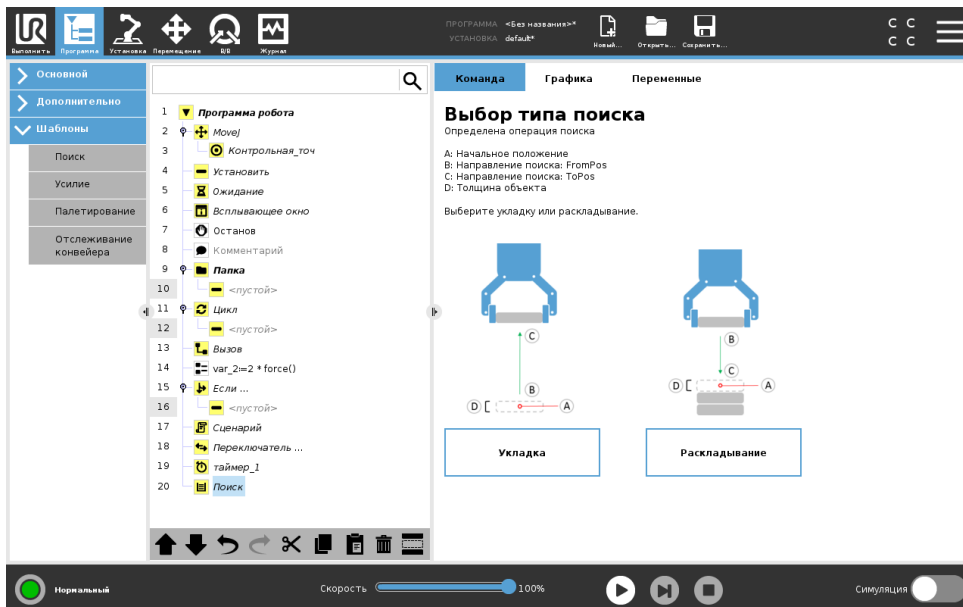 UR
ПРОГРАММА <Без названия>*
УСТАНОВКА default*
Выполнить Программа Установка Перемещение В/В Журнал
Новый... Открыть... Сохранить...
C C
C C
Основной
Дополнительно
Шаблоны
Поиск
Усилие
Палетирование
Отслеживание
конвейера
1 Программа робота
2 MoveJ
3 Контрольная_точ
4 Установить
5 Ожидание
6 Всплывающее окно
7 Останов
8 Комментарий
9 Папка
10 <пустой>
11 Цикл
12 <пустой>
13 Вызов
14 var_2:=2 * force()
15 Если ...
16 <пустой>
17 Сценарий
18 Переключатель ...
19 таймер_1
20 Поиск
Команда Графика Переменные
Выбор типа поиска
Определена операция поиска
A: Начальное положение
B: Направление поиска: FromPos
C: Направление поиска: ToPos
D: Толщина объекта
Выберите укладку или раскладывание.
C
B
D A
B
C
D A
Укладка
Раскладывание
Нормальный
Скорость 100%
Симуляция